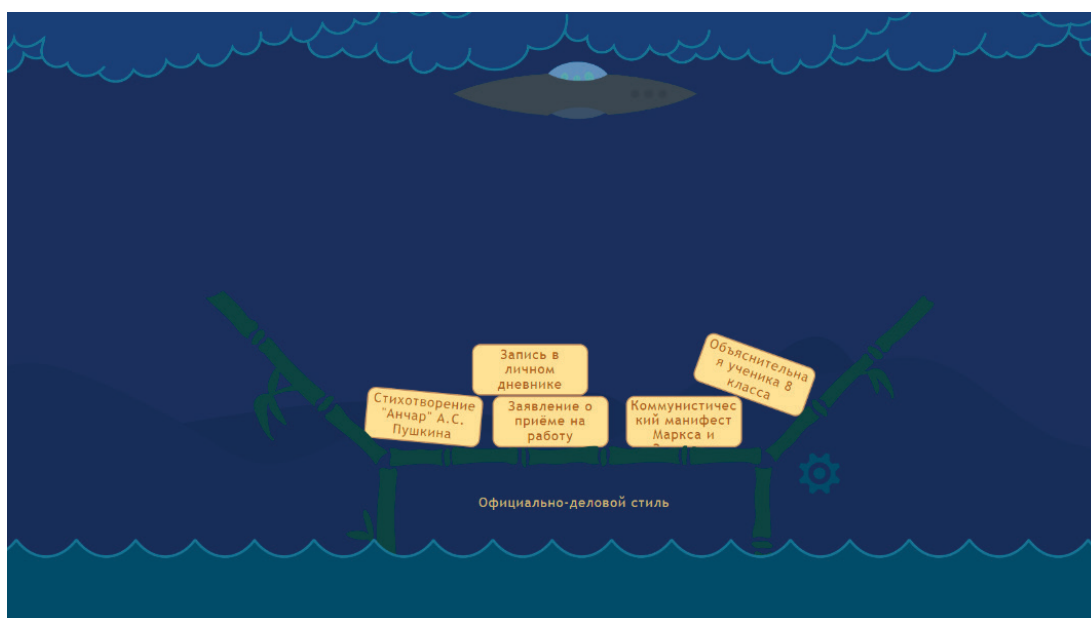 Запись в
личном
дневнике
Объяснительна
я ученика 8
класса
Стихотворение
"Анчар" А.С.
Пушкина
Заявление о
приёме на
работу
Коммунистичес
кий манифест
Маркса и
Официально-деловой стиль